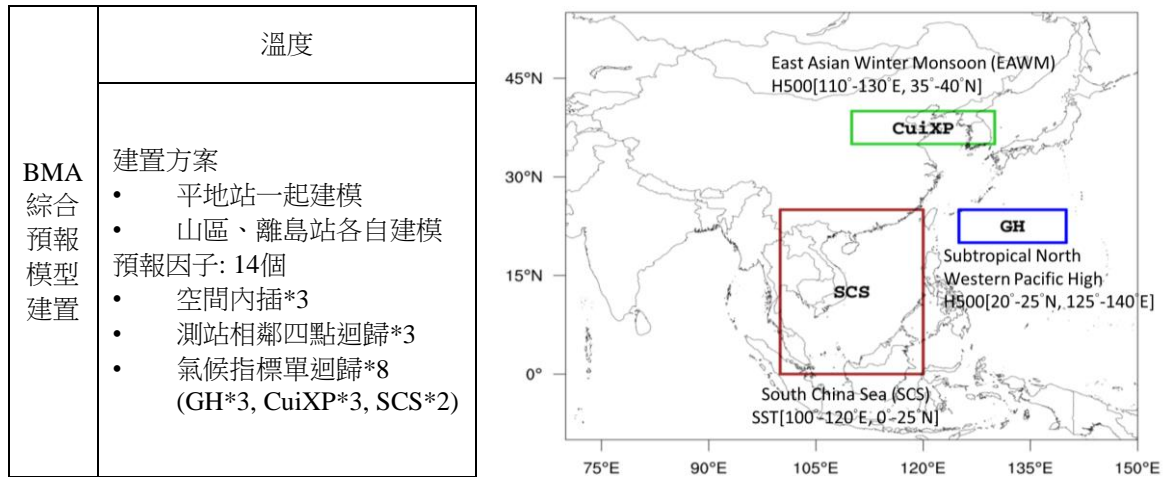 BMA
綜合
預報
模型
建置
溫度
建置方案
• 平地站一起建模
• 山區、離島站各自建模
預報因子: 14個
• 空間內插*3
• 測站相鄰四點迴歸*3
• 氣候指標單迴歸*8
(GH*3, CuiXP*3, SCS*2)
East Asian Winter Monsoon (EAWM)
H500[110°-130°E, 35°-40°N]
CuiXP
GH
Subtropical North
Western Pacific High
H500[20°-25°N, 125°-140°E]
SCS
South China Sea (SCS)
SST[100°-120°E, 0°-25°N]
45°N
30°N
15°N
0°
75°E 90°E 105°E 120°E 135°E 150°E